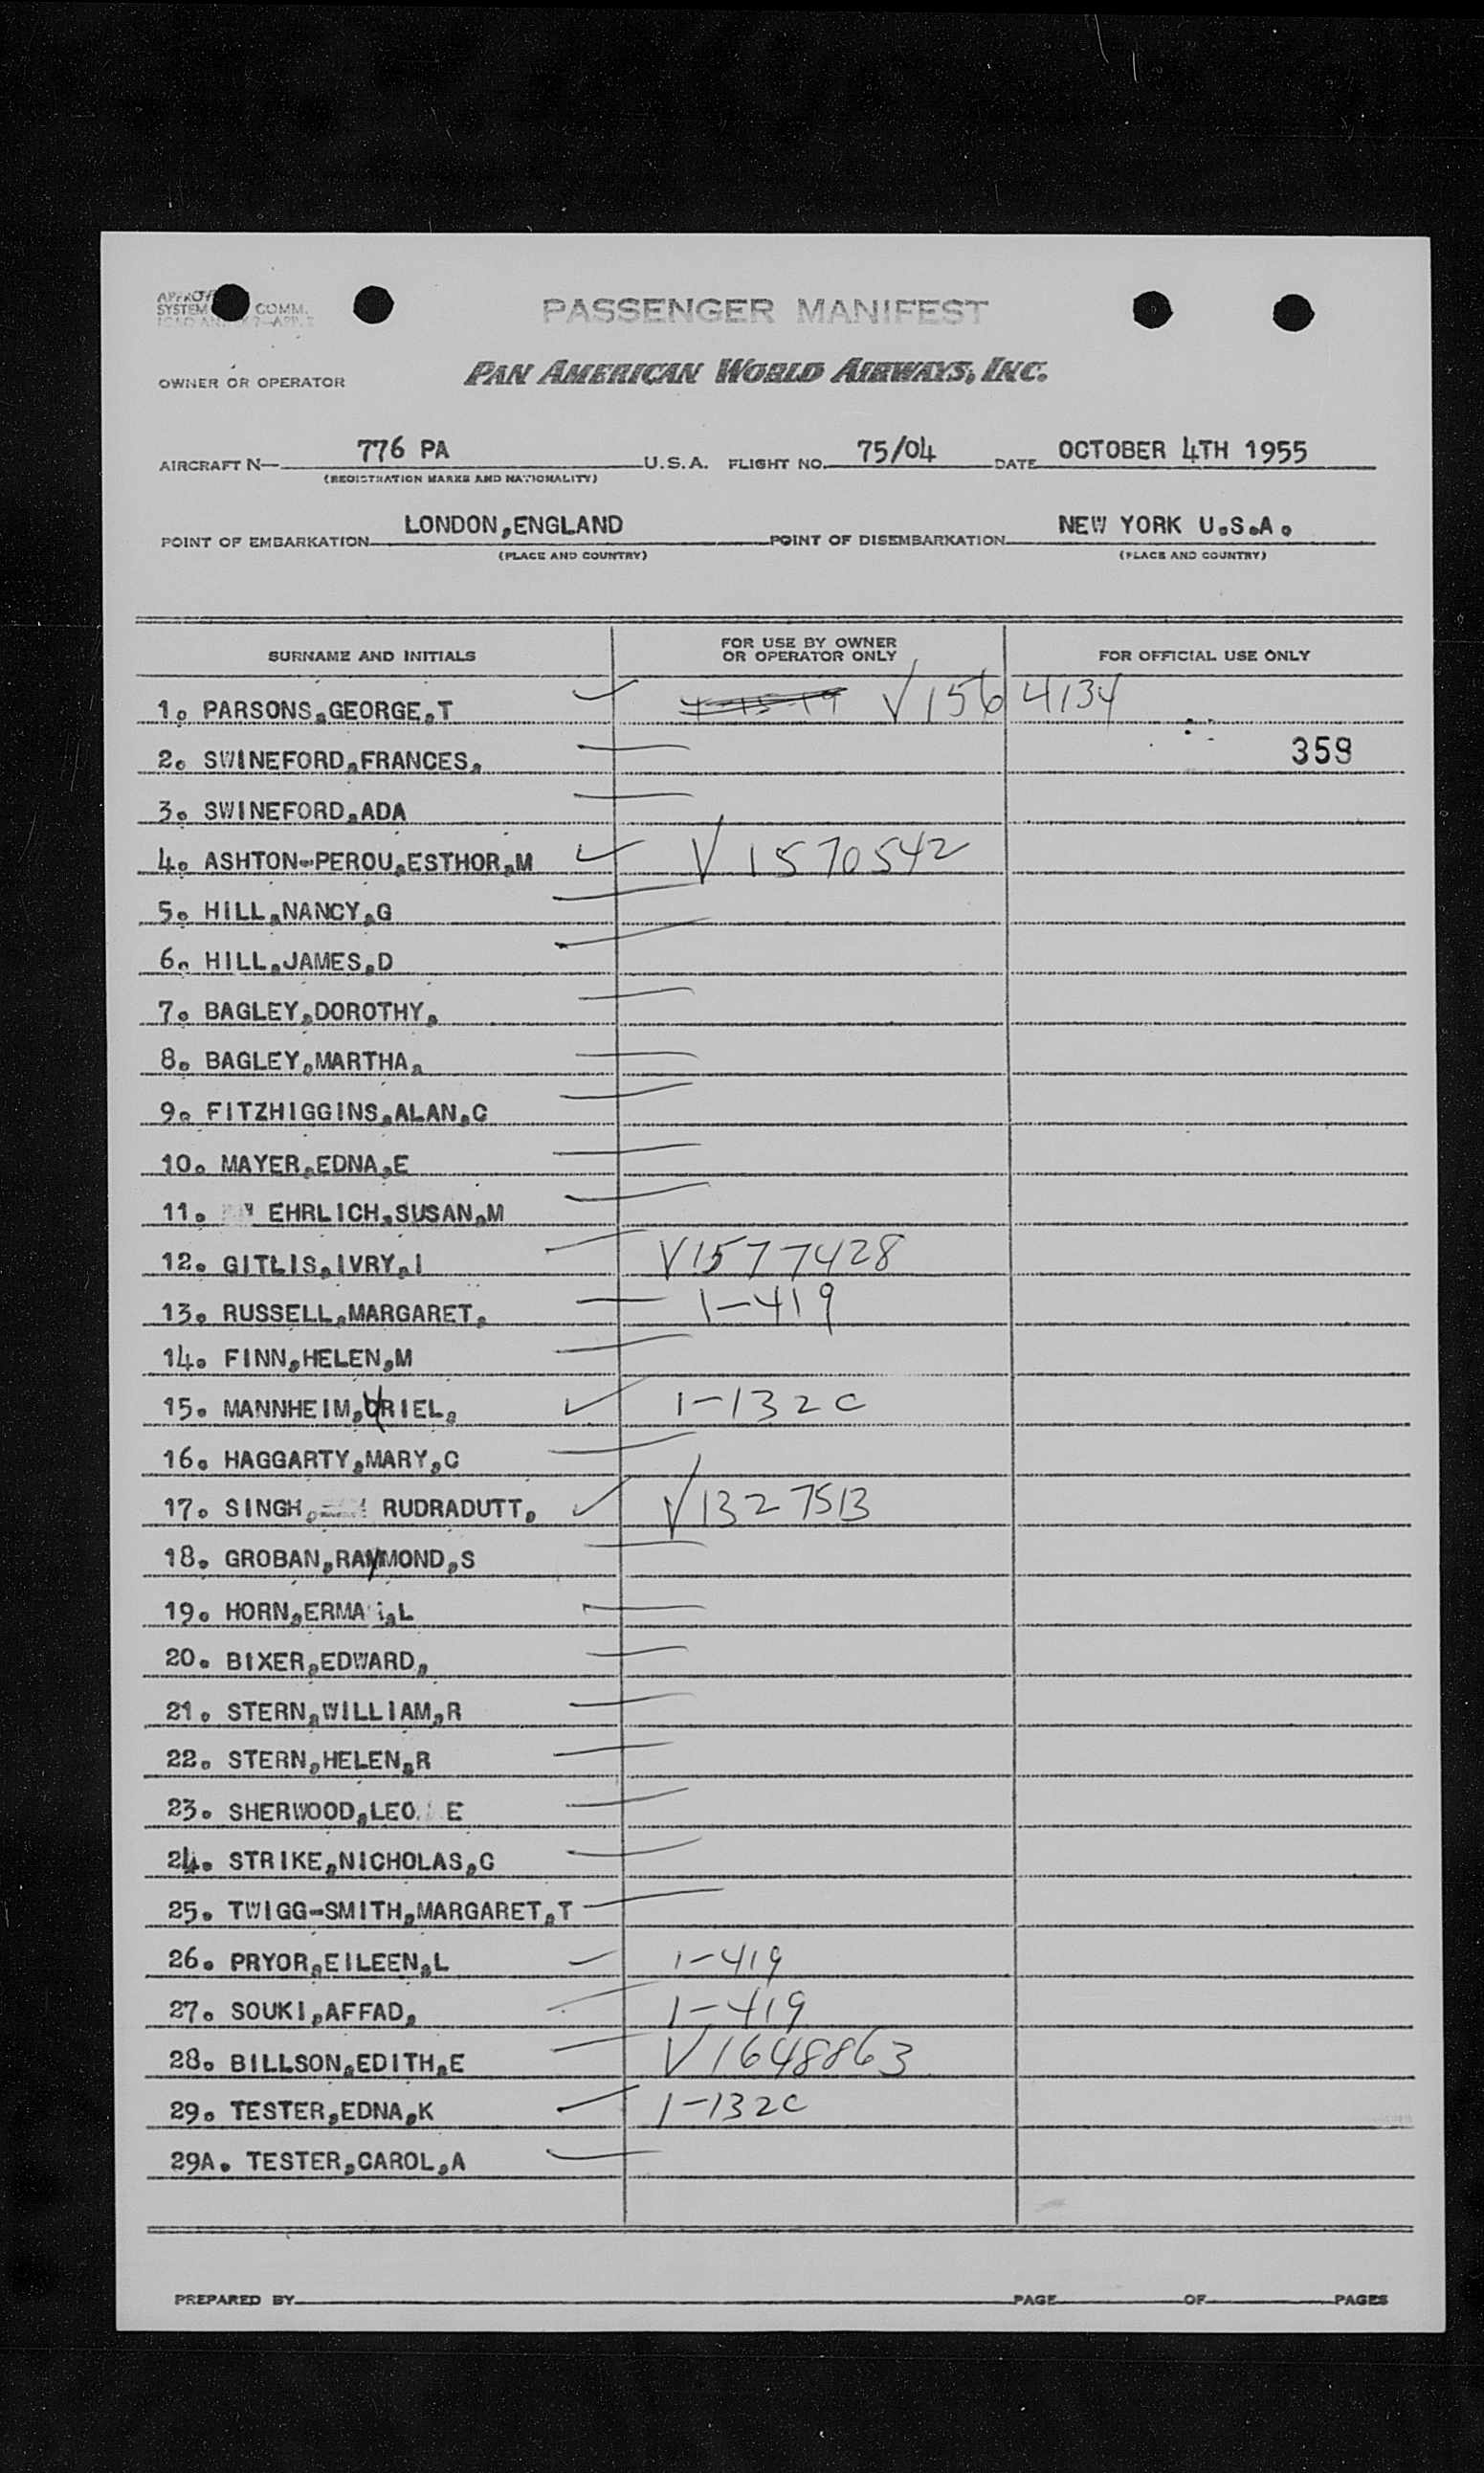 SYSTEM COMM.
PASSENGER MANIFEST
OWNER OR OPERATOR PAN AMERICAN WORLD AIRWAYS, INC.
AIRCRAFT N— 776 PA U.S.A. FLIGHT NO. 75/04 DATE OCTOBER 4TH 1955
(REGISTRATION MARKS AND NATIONALITY)
POINT OF EMBARKATION LONDON,ENGLAND POINT OF DISEMBARKATION NEW YORK U.S.A.
(PLACE AND COUNTRY) (PLACE AND COUNTRY)
SURNAME AND INITIALS FOR USE BY OWNER OR OPERATOR ONLY FOR OFFICIAL USE ONLY
1. PARSONS,GEORGE,T V1564134
2. SWINEFORD,FRANCES, 359
3. SWINEFORD,ADA
4. ASHTON-PEROU,ESTHOR,M V1570542
5. HILL,NANCY,G
6. HILL,JAMES,D
7. BAGLEY,DOROTHY,
8. BAGLEY,MARTHA,
9. FITZHIGGINS,ALAN,C
10. MAYER,EDNA,E
11. EHRLICH,SUSAN,M
12. GITLIS,IVRY,I V1577428
13. RUSSELL,MARGARET, 1-419
14. FINN,HELEN,M
15. MANNHEIM,URIEL, 1-132C
16. HAGGARTY,MARY,C
17. SINGH, RUDRADUTT, V1327513
18. GROBAN,RAYMOND,S
19. HORN,ERMA ,L
20. BIXER,EDWARD,
21. STERN,WILLIAM,R
22. STERN,HELEN,R
23. SHERWOOD,LEO E
24. STRIKE,NICHOLAS,C
25. TWIGG-SMITH,MARGARET,T
26. PRYOR,EILEEN,L 1-419
27. SOUKI,AFFAD, 1-419
28. BILLSON,EDITH,E V1648863
29. TESTER,EDNA,K 1-132C
29A. TESTER,CAROL,A
PREPARED BY PAGE OF PAGES